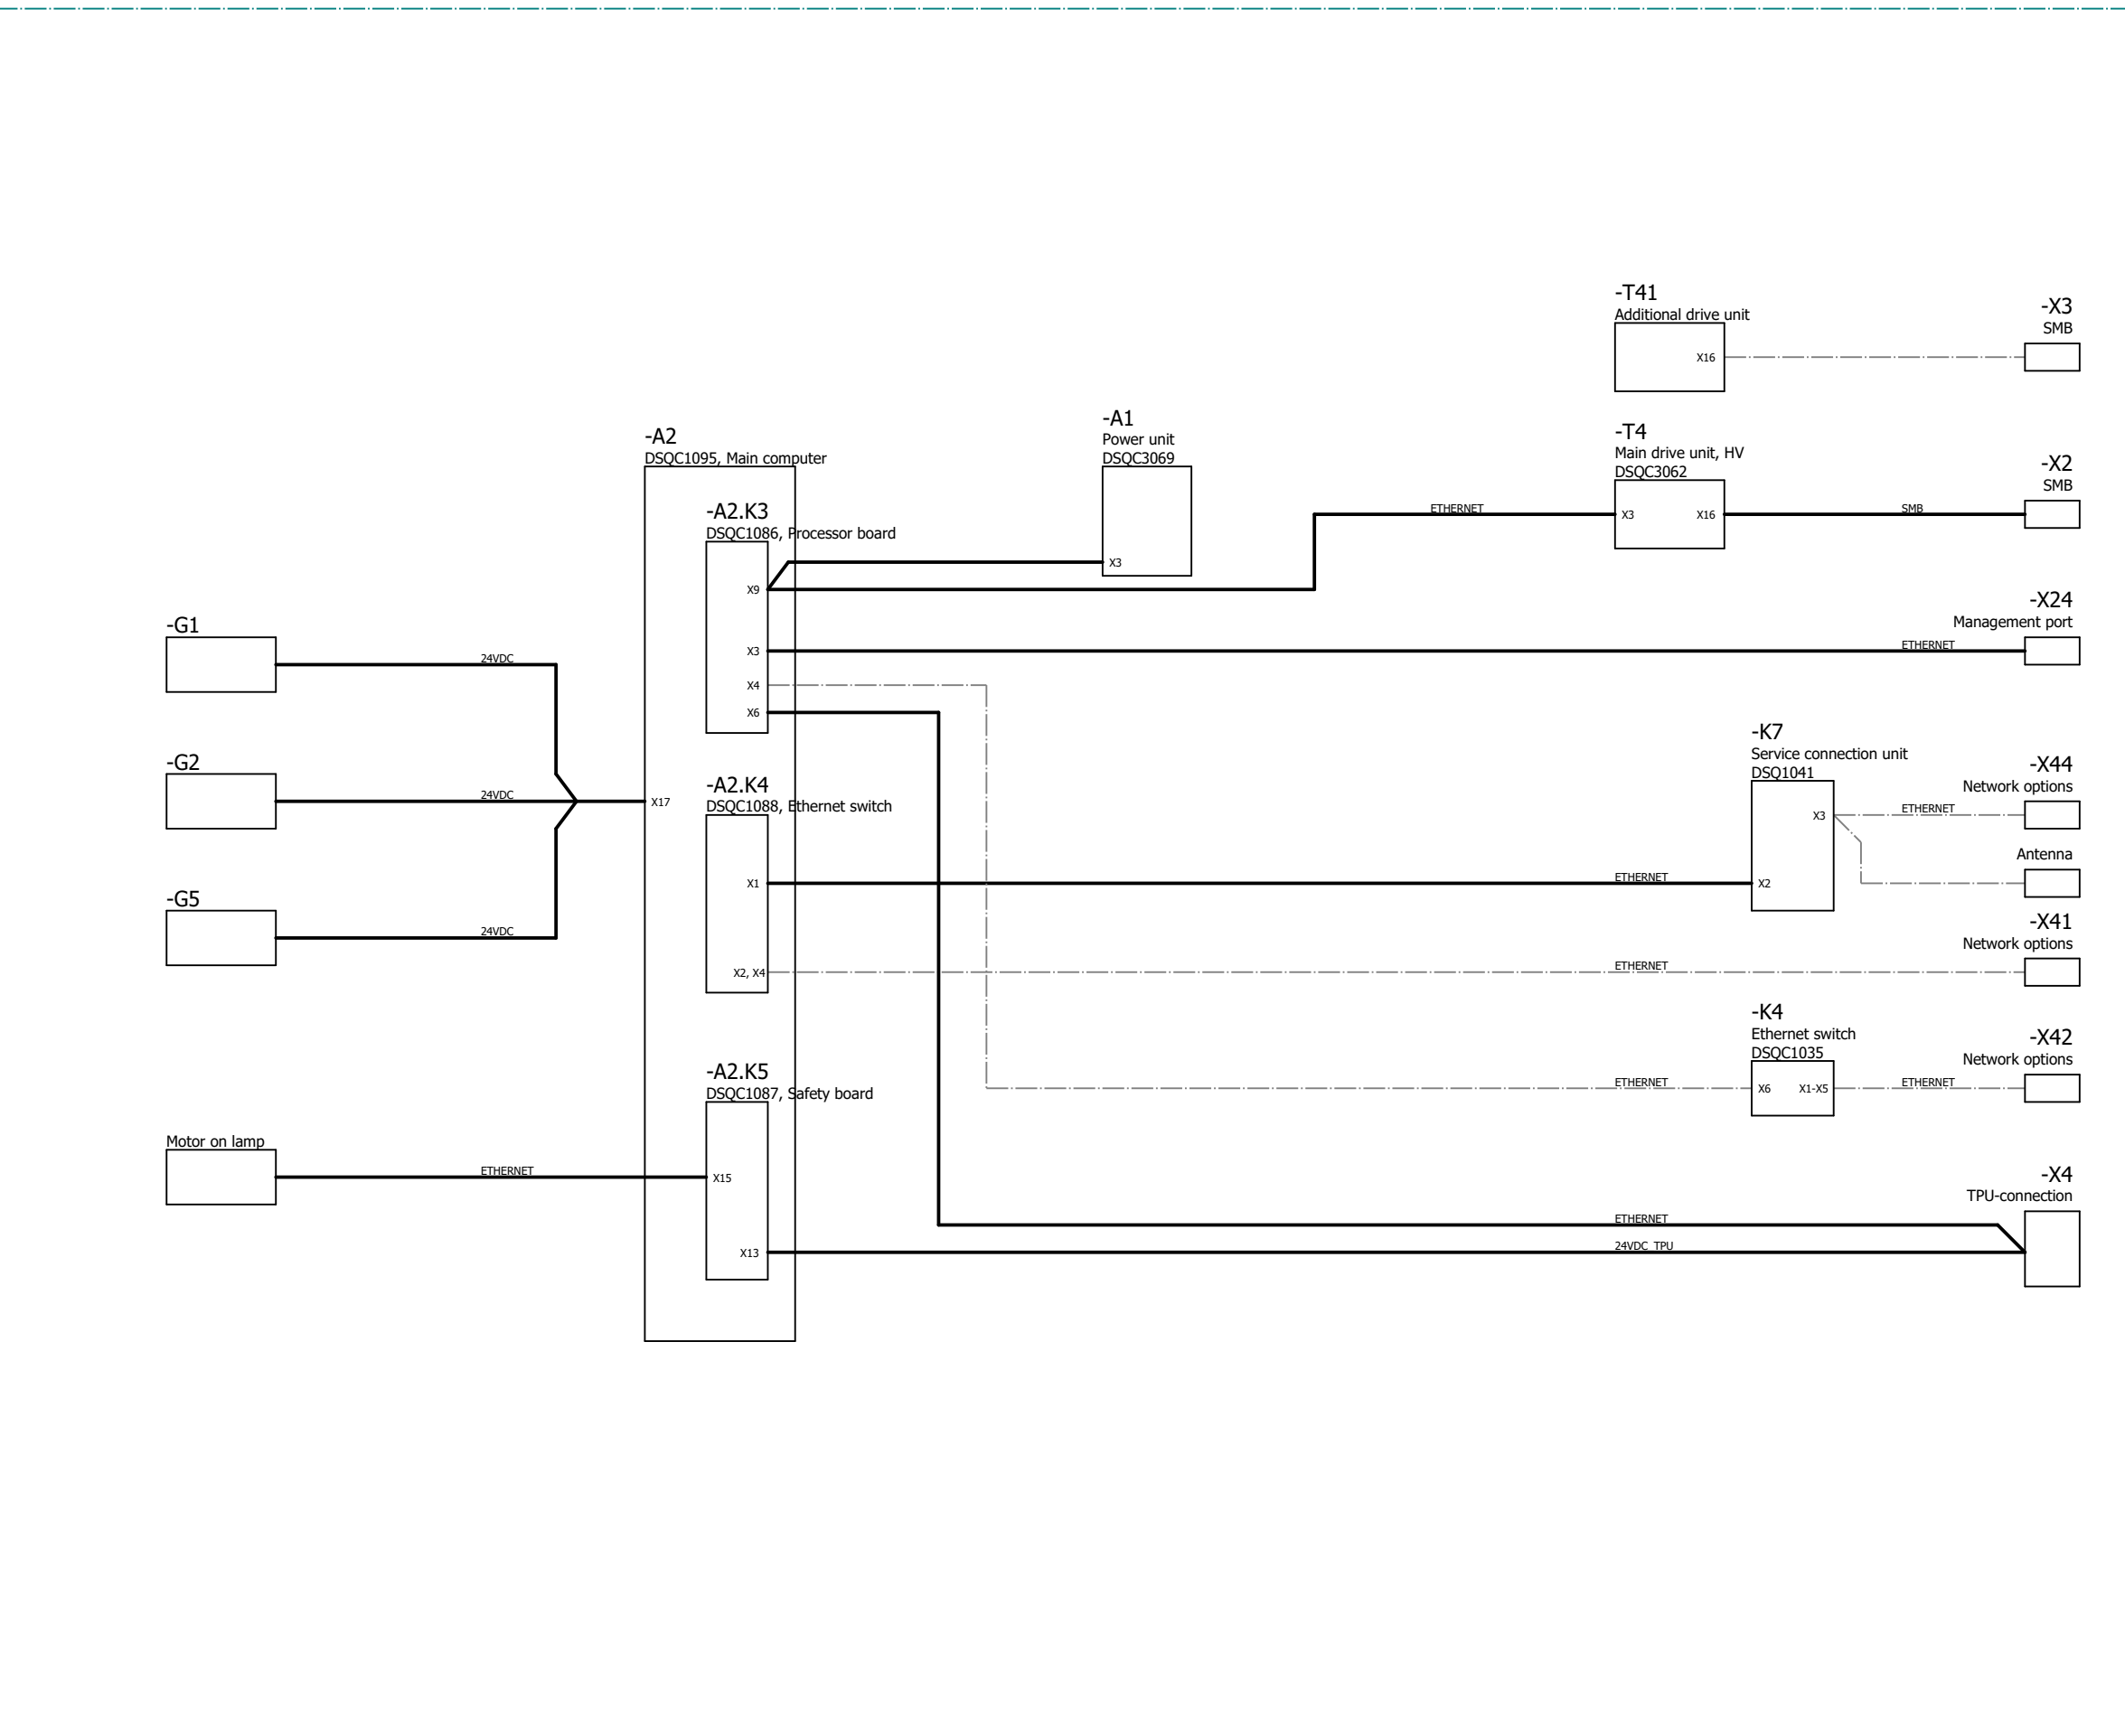 -T41
Additional drive unit
X16
-X3
SMB
-A1
Power unit
DSQC3069
X3
-T4
Main drive unit, HV
DSQC3062
X3
X16
ETHERNET
SMB
-X2
SMB
-A2
DSQC1095, Main computer
-A2.K3
DSQC1086, Processor board
X9
X3
X4
X6
-X24
Management port
ETHERNET
-G1
24VDC
-G2
24VDC
X17
-G5
24VDC
-A2.K4
DSQC1088, Ethernet switch
X1
X2, X4
ETHERNET
-K7
Service connection unit
DSQ1041
X3
X2
-X44
Network options
ETHERNET
Antenna
-X41
Network options
ETHERNET
-K4
Ethernet switch
DSQC1035
X6
X1-X5
ETHERNET
ETHERNET
-X42
Network options
-A2.K5
DSQC1087, Safety board
X15
X13
Motor on lamp
ETHERNET
-X4
TPU-connection
ETHERNET
24VDC TPU